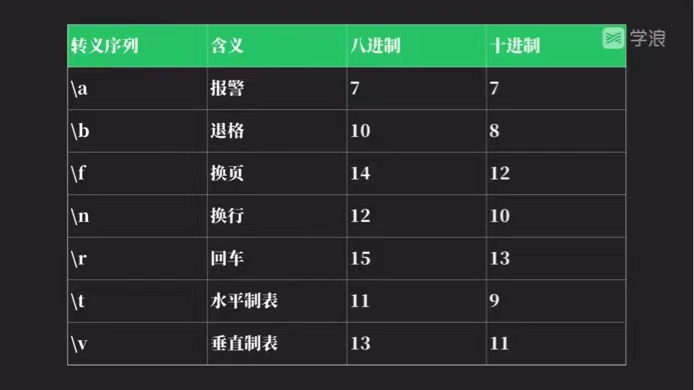 转义序列 含义 八进制 十进制 学浪
\a 报警 7 7
\b 退格 10 8
\f 换页 14 12
\n 换行 12 10
\r 回车 15 13
\t 水平制表 11 9
\v 垂直制表 13 11